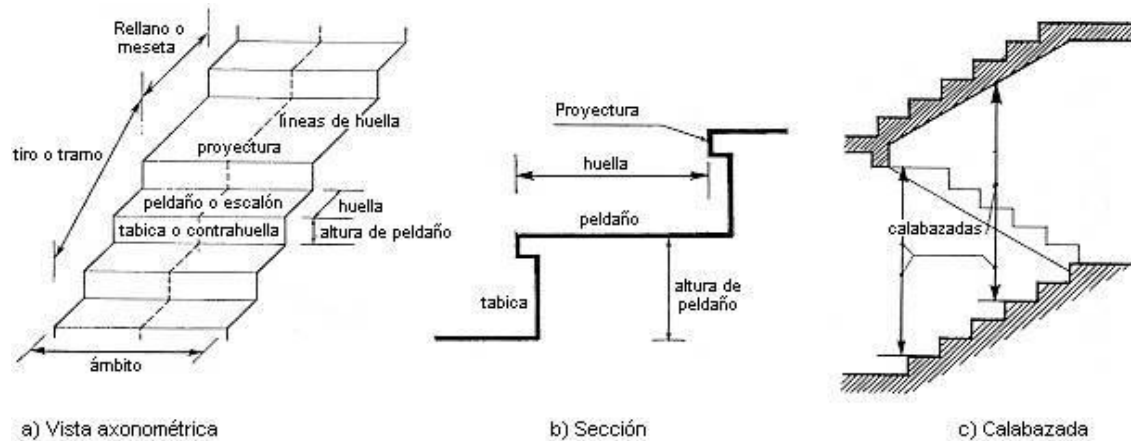 Rellano o
meseta
tiro o tramo
líneas de huella
proyectura
peldaño o escalón
tabica o contrahuella
huella
altura de peldaño
ámbito
a) Vista axonométrica
Proyectura
huella
peldaño
tabica
altura de
peldaño
b) Sección
calabazadas
c) Calabazada